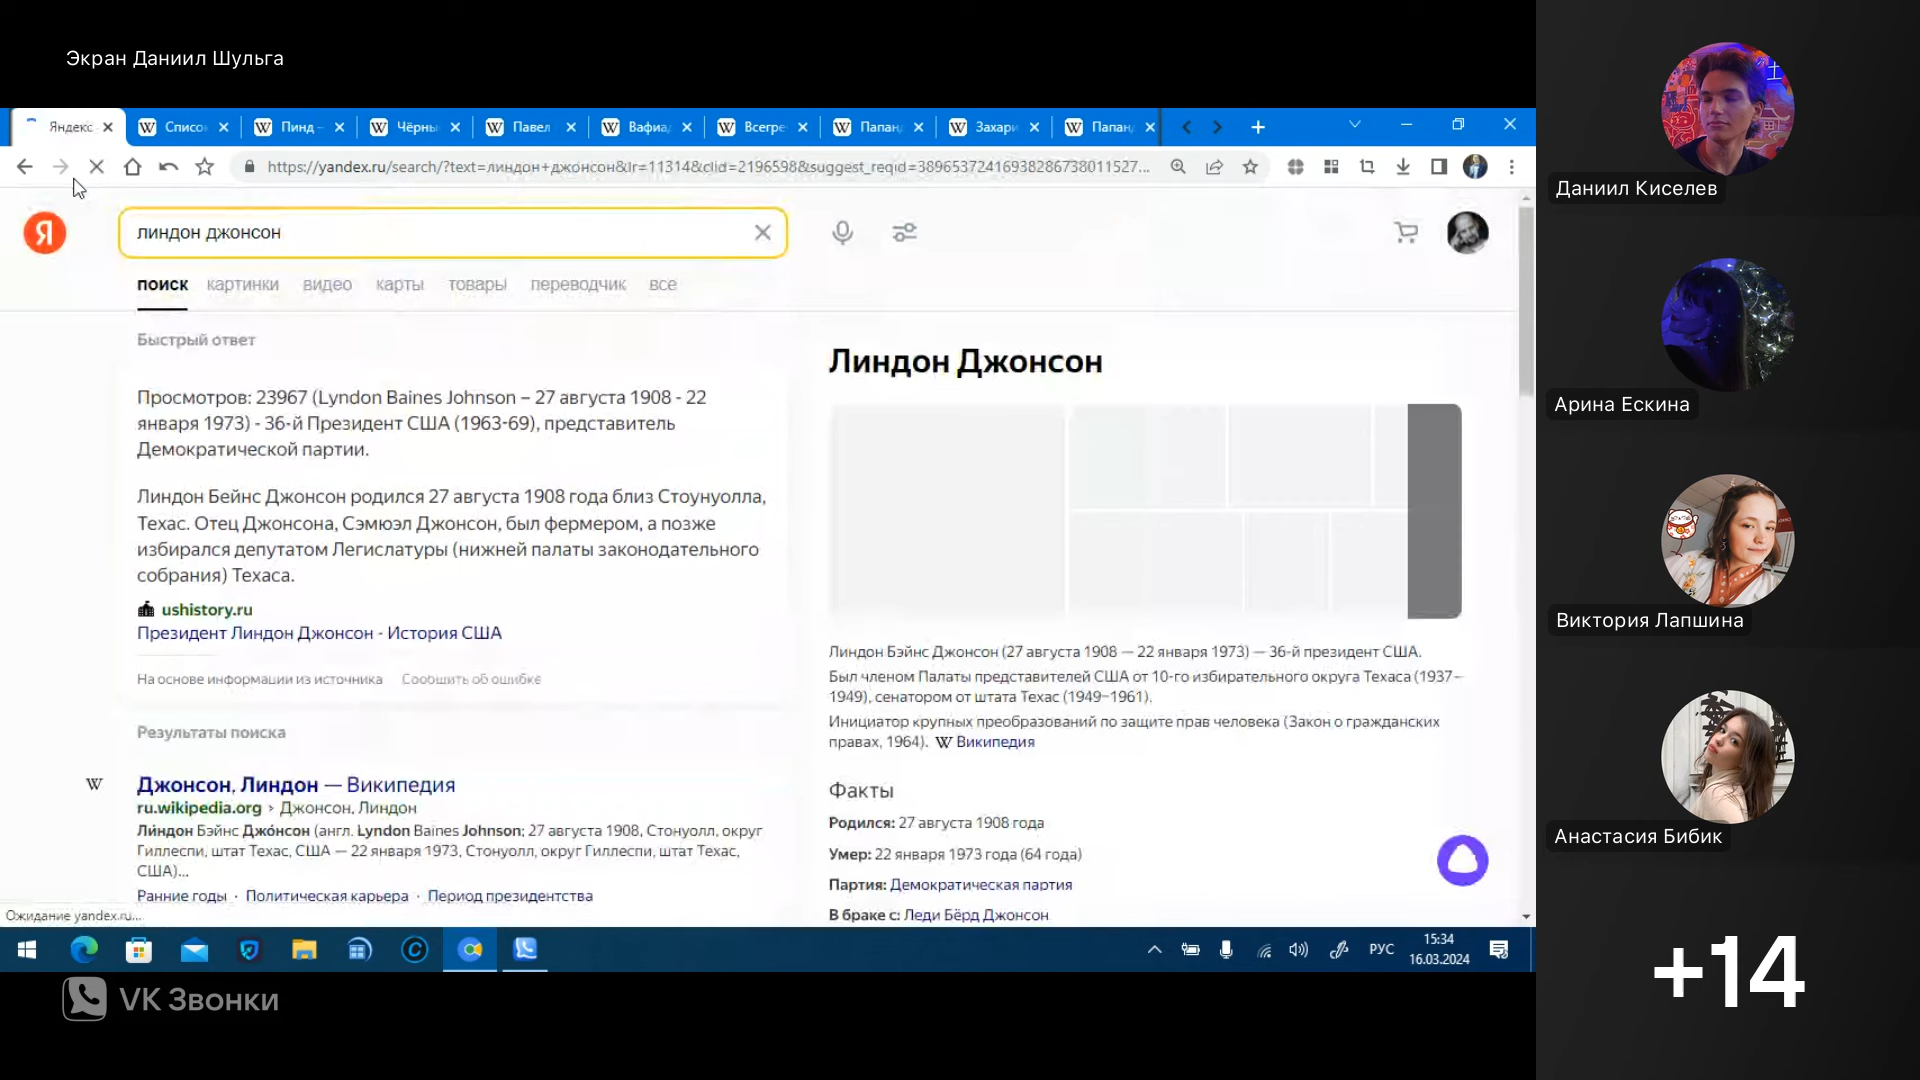 Экран Даниил Шульга
Яндекс
Списо
Пинд –
Чёрны
Павел
Вафиа
Всегре
Папан
Захари
Папан
https://yandex.ru/search/?text=линдон+джонсон&lr=11314&clid=2196598&suggest_reqid=38965372416938286738011527...
Я
линдон джонсон
поиск картинки видео карты товары переводчик все
Быстрый ответ
Просмотров: 23967 (Lyndon Baines Johnson – 27 августа 1908 - 22
января 1973) - 36-й Президент США (1963-69), представитель
Демократической партии.
Линдон Бейнс Джонсон родился 27 августа 1908 года близ Стоунуолла,
Техас. Отец Джонсона, Сэмюэл Джонсон, был фермером, а позже
избирался депутатом Легислатуры (нижней палаты законодательного
собрания) Техаса.
ushistory.ru
Президент Линдон Джонсон - История США
На основе информации из источника Сообщить об ошибке
Результаты поиска
Джонсон, Линдон — Википедия
ru.wikipedia.org › Джонсон, Линдон
Ли́ндон Бэйнс Джо́нсон (англ. Lyndon Baines Johnson; 27 августа 1908, Стонуолл, округ
Гиллеспи, штат Техас, США — 22 января 1973, Стонуолл, округ Гиллеспи, штат Техас,
США)...
Ранние годы · Политическая карьера · Период президентства
Ожидание yandex.ru...
Линдон Джонсон
Линдон Бэйнс Джонсон (27 августа 1908 — 22 января 1973) — 36-й президент США.
Был членом Палаты представителей США от 10-го избирательного округа Техаса (1937–
1949), сенатором от штата Техас (1949–1961).
Инициатор крупных преобразований по защите прав человека (Закон о гражданских
правах, 1964). W Википедия
Факты
Родился: 27 августа 1908 года
Умер: 22 января 1973 года (64 года)
Партия: Демократическая партия
В браке с: Леди Бёрд Джонсон
РУС
15:34
16.03.2024
VK Звонки
Даниил Киселев
Арина Ескина
Виктория Лапшина
Анастасия Бибик
+14